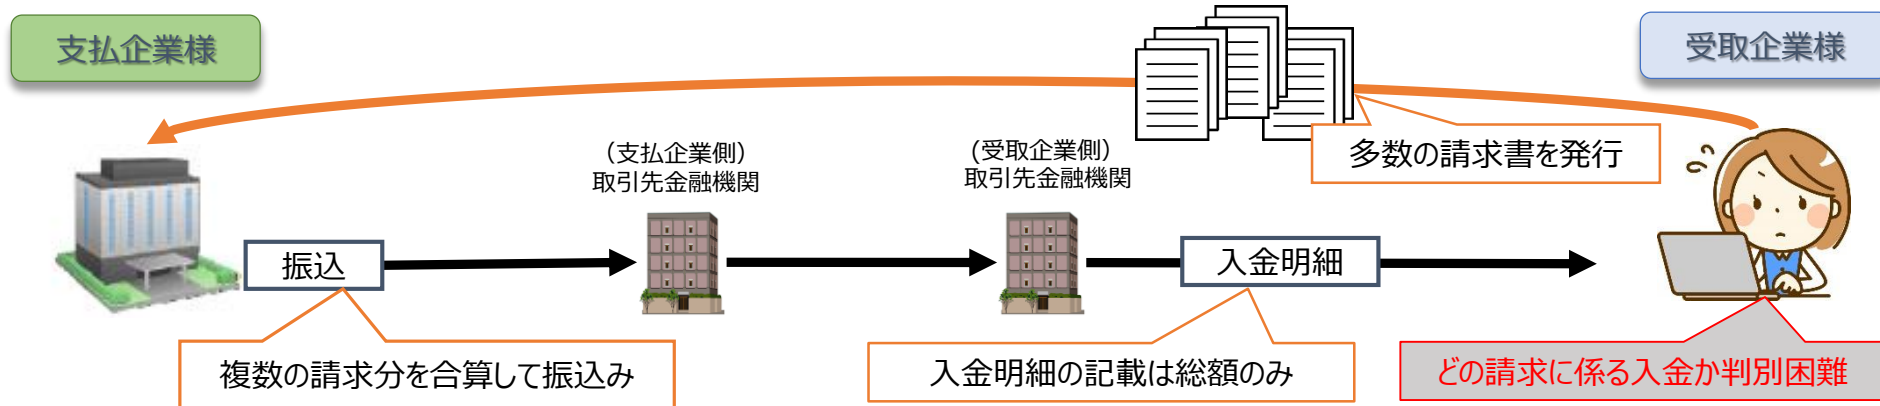 支払企業様
受取企業様
多数の請求書を発行
（支払企業側）
取引先金融機関
（受取企業側）
取引先金融機関
振込
入金明細
複数の請求分を合算して振込み
入金明細の記載は総額のみ
どの請求に係る入金か判別困難